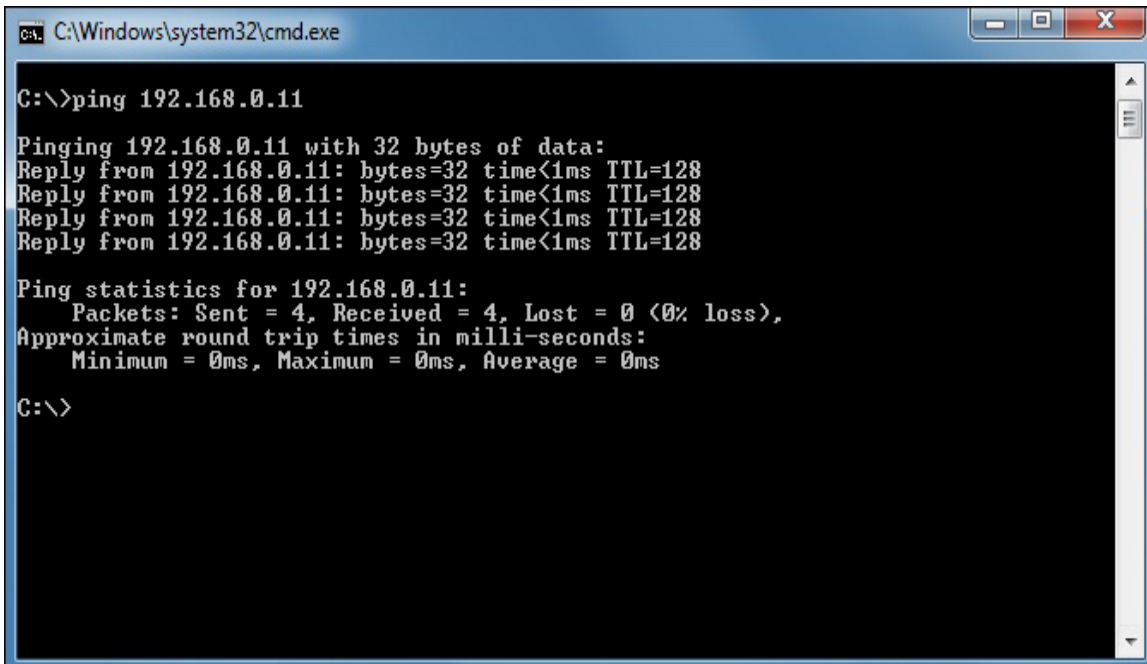 C:\Windows\system32\cmd.exe
C:\>ping 192.168.0.11
Pinging 192.168.0.11 with 32 bytes of data:
Reply from 192.168.0.11: bytes=32 time<1ms TTL=128
Reply from 192.168.0.11: bytes=32 time<1ms TTL=128
Reply from 192.168.0.11: bytes=32 time<1ms TTL=128
Reply from 192.168.0.11: bytes=32 time<1ms TTL=128
Ping statistics for 192.168.0.11:
    Packets: Sent = 4, Received = 4, Lost = 0 (0% loss),
Approximate round trip times in milli-seconds:
    Minimum = 0ms, Maximum = 0ms, Average = 0ms
C:\>